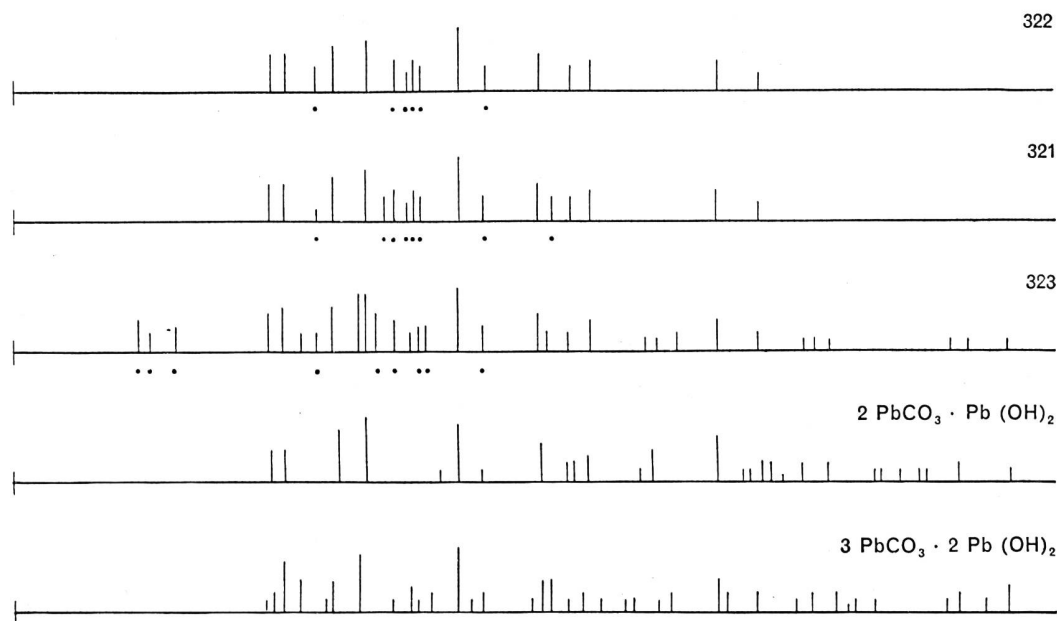 322
321
323
2 PbCO₃ · Pb (OH)₂
3 PbCO₃ · 2 Pb (OH)₂